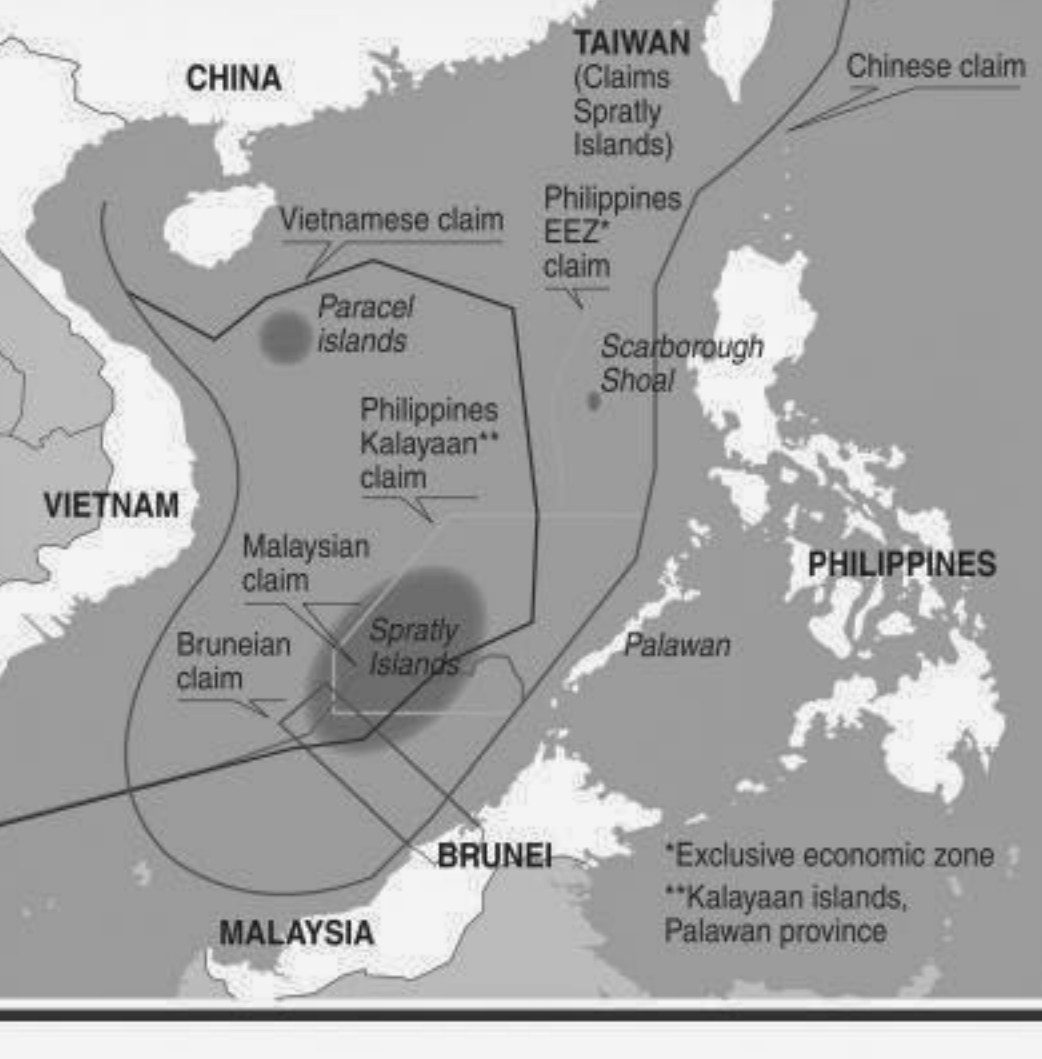 TAIWAN
(Claims
Spratly
Islands)
CHINA
Chinese claim
Philippines
EEZ*
claim
Vietnamese claim
Paracel
islands
Scarborough
Shoal
Philippines
Kalayaan**
claim
VIETNAM
Malaysian
claim
PHILIPPINES
Spratly
Islands
Bruneian
claim
Palawan
BRUNEI
*Exclusive economic zone
**Kalayaan islands,
Palawan province
MALAYSIA